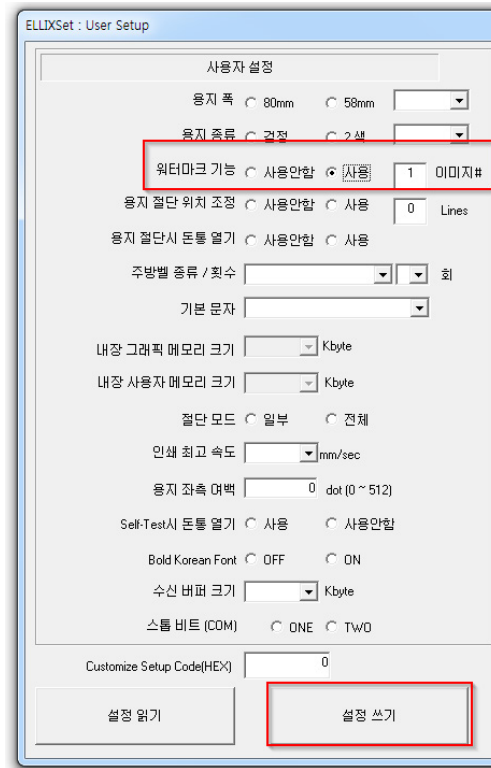 ELLIXSet : User Setup
사용자 설정
용지 폭 80mm 58mm
용지 종류 검정 2 색
워터마크 기능 사용안함 사용 1 이미지#
용지 절단 위치 조정 사용안함 사용 0 Lines
용지 절단시 돈통 열기 사용안함 사용
주방벨 종류 / 횟수 회
기본 문자
내장 그래픽 메모리 크기 Kbyte
내장 사용자 메모리 크기 Kbyte
절단 모드 일부 전체
인쇄 최고 속도 mm/sec
용지 좌측 여백 0 dot (0 ~ 512)
Self-Test시 돈통 열기 사용 사용안함
Bold Korean Font OFF ON
수신 버퍼 크기 Kbyte
스톱 비트 (COM) ONE TWO
Customize Setup Code(HEX) 0
설정 읽기 설정 쓰기